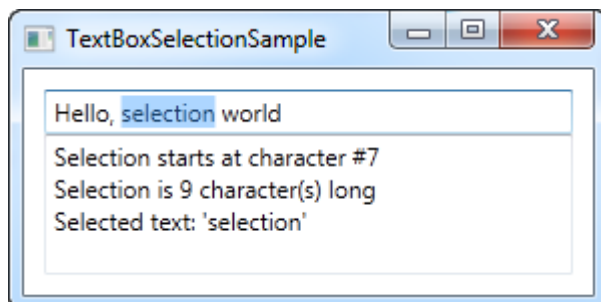 TextBoxSelectionSample
Hello, selection world
Selection starts at character #7
Selection is 9 character(s) long
Selected text: 'selection'